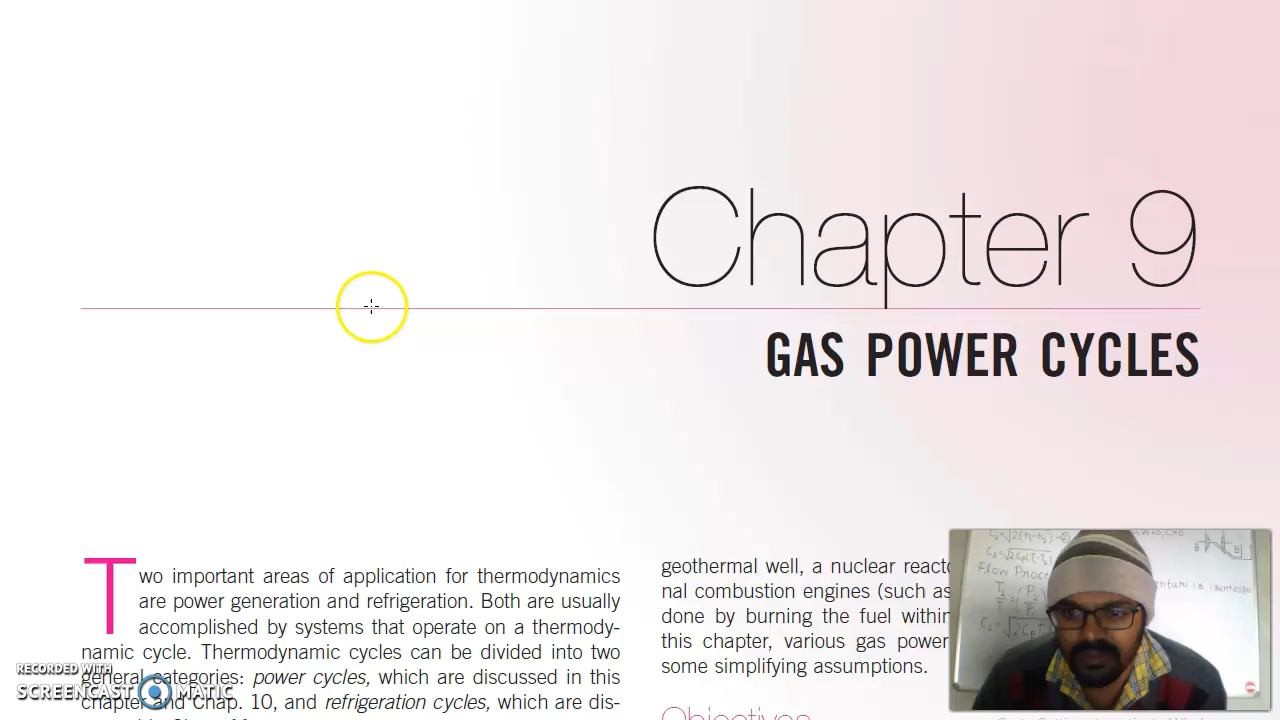 Chapter 9
GAS POWER CYCLES
Two important areas of application for thermodynamics
are power generation and refrigeration. Both are usually
accomplished by systems that operate on a thermody-
namic cycle. Thermodynamic cycles can be divided into two
general categories: power cycles, which are discussed in this
chapter and Chap. 10, and refrigeration cycles, which are dis-
geothermal well, a nuclear
nal combustion engines (such as
done by burning the fuel within
this chapter, various gas power
some simplifying assumptions.
Objectives
RECORDED WITH
SCREENCAST MATIC
Flow Proce